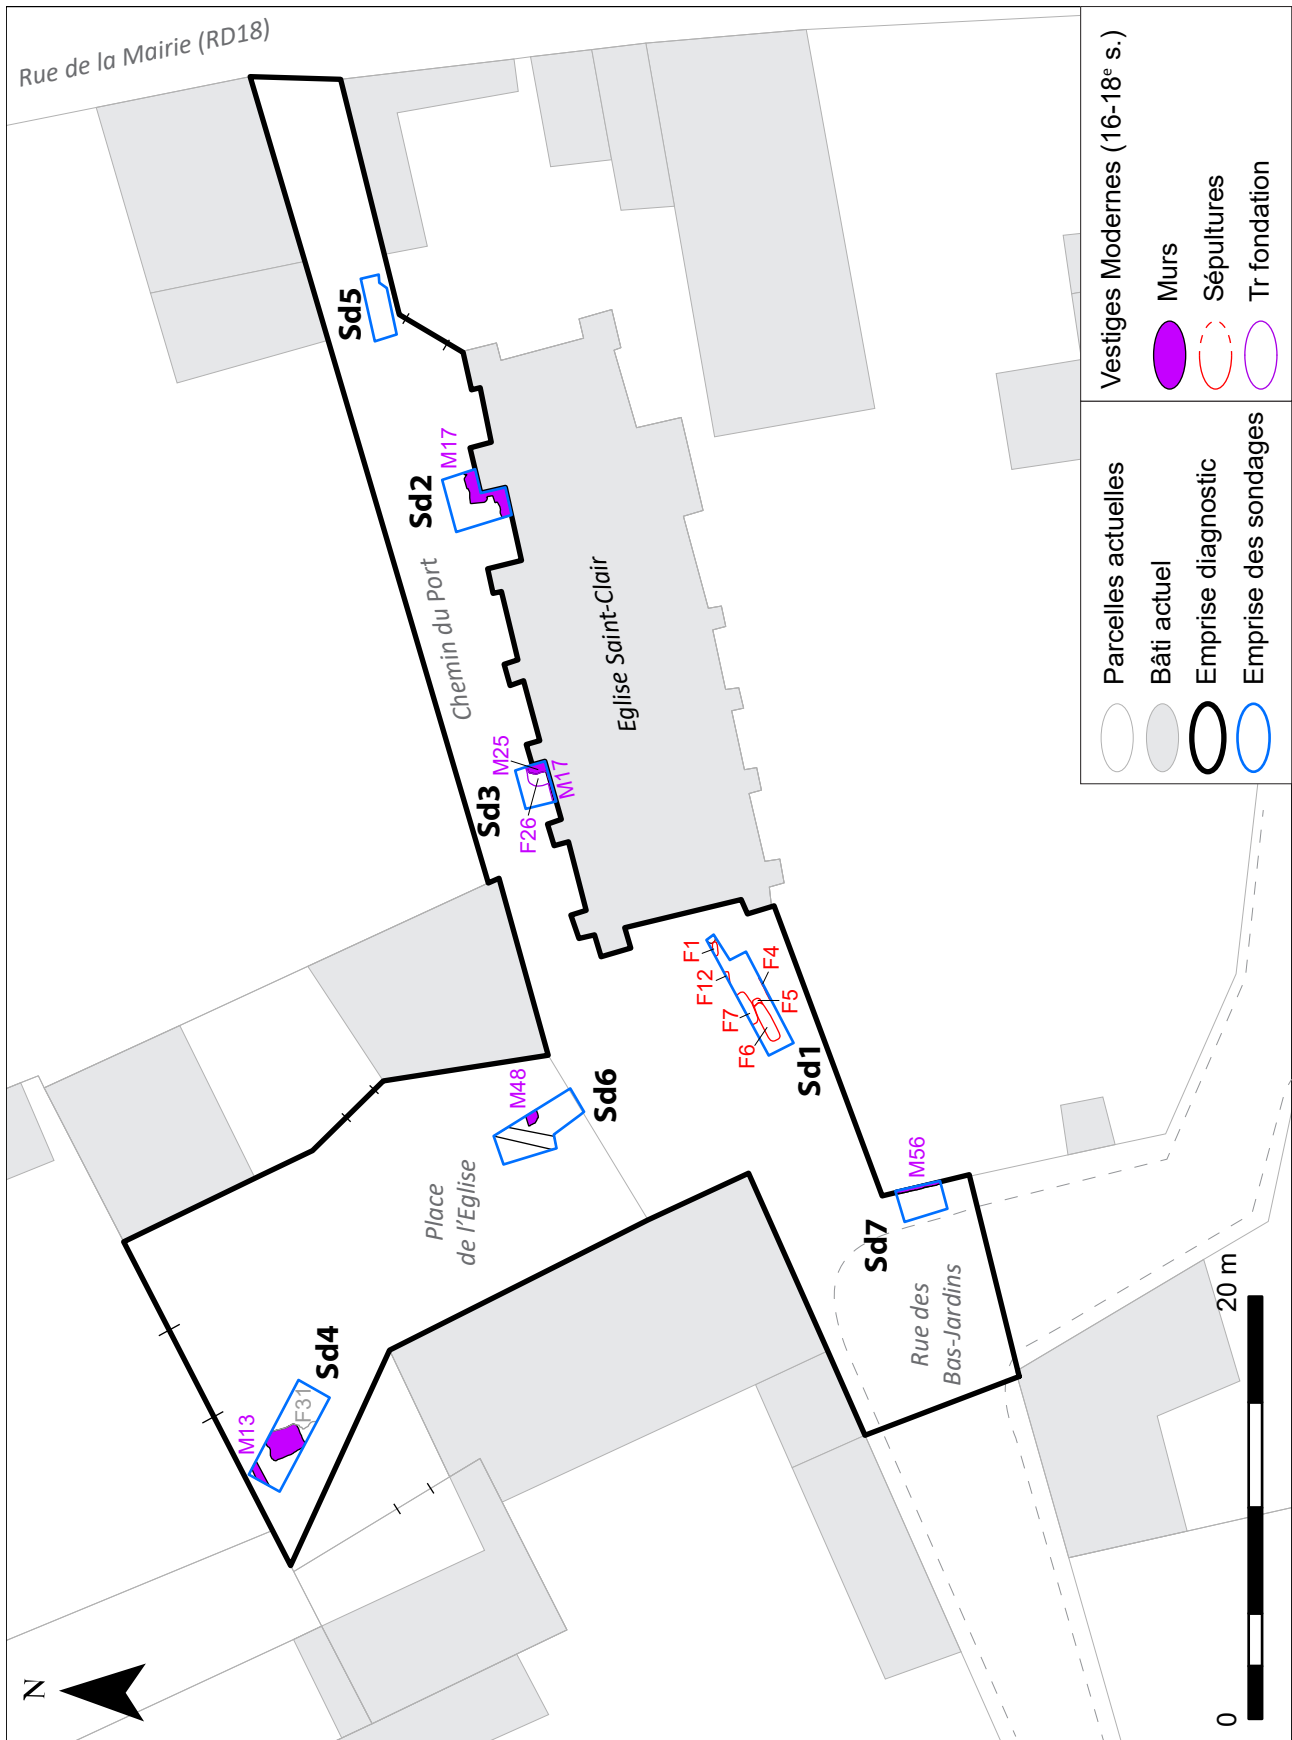 N
Rue de la Mairie (RD18)
Sd5
M17
Sd2
Chemin du Port
Eglise Saint-Clair
M25
Sd3
F26
M17
F1
F12
F4
F7
F5
F6
Sd1
M48
Sd6
Place
de l'Eglise
M56
Sd7
Rue des
Bas-Jardins
Sd4
M13
F31
0
20 m
Parcelles actuelles
Bâti actuel
Emprise diagnostic
Emprise des sondages
Vestiges Modernes (16-18e s.)
Murs
Sépultures
Tr fondation